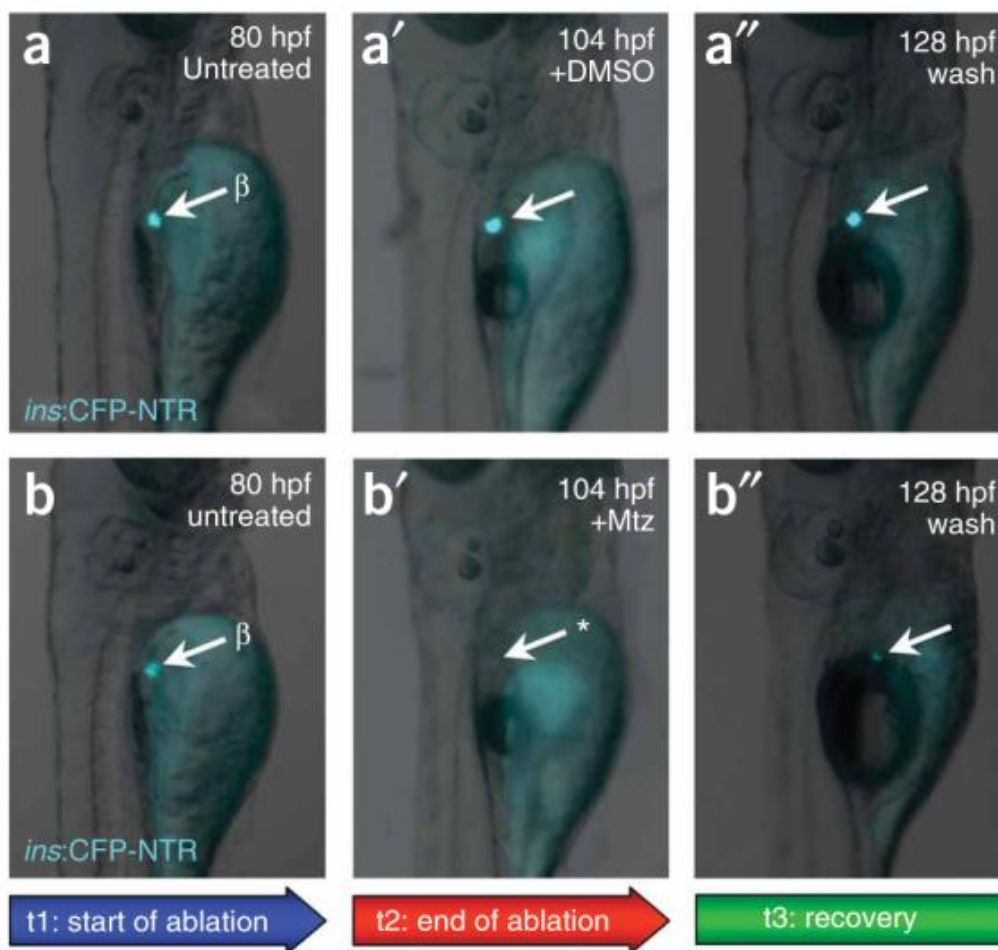 a
80 hpf
Untreated
β
ins:CFP-NTR
a′
104 hpf
+DMSO
a″
128 hpf
wash
b
80 hpf
untreated
β
ins:CFP-NTR
b′
104 hpf
+Mtz
*
b″
128 hpf
wash
t1: start of ablation
t2: end of ablation
t3: recovery